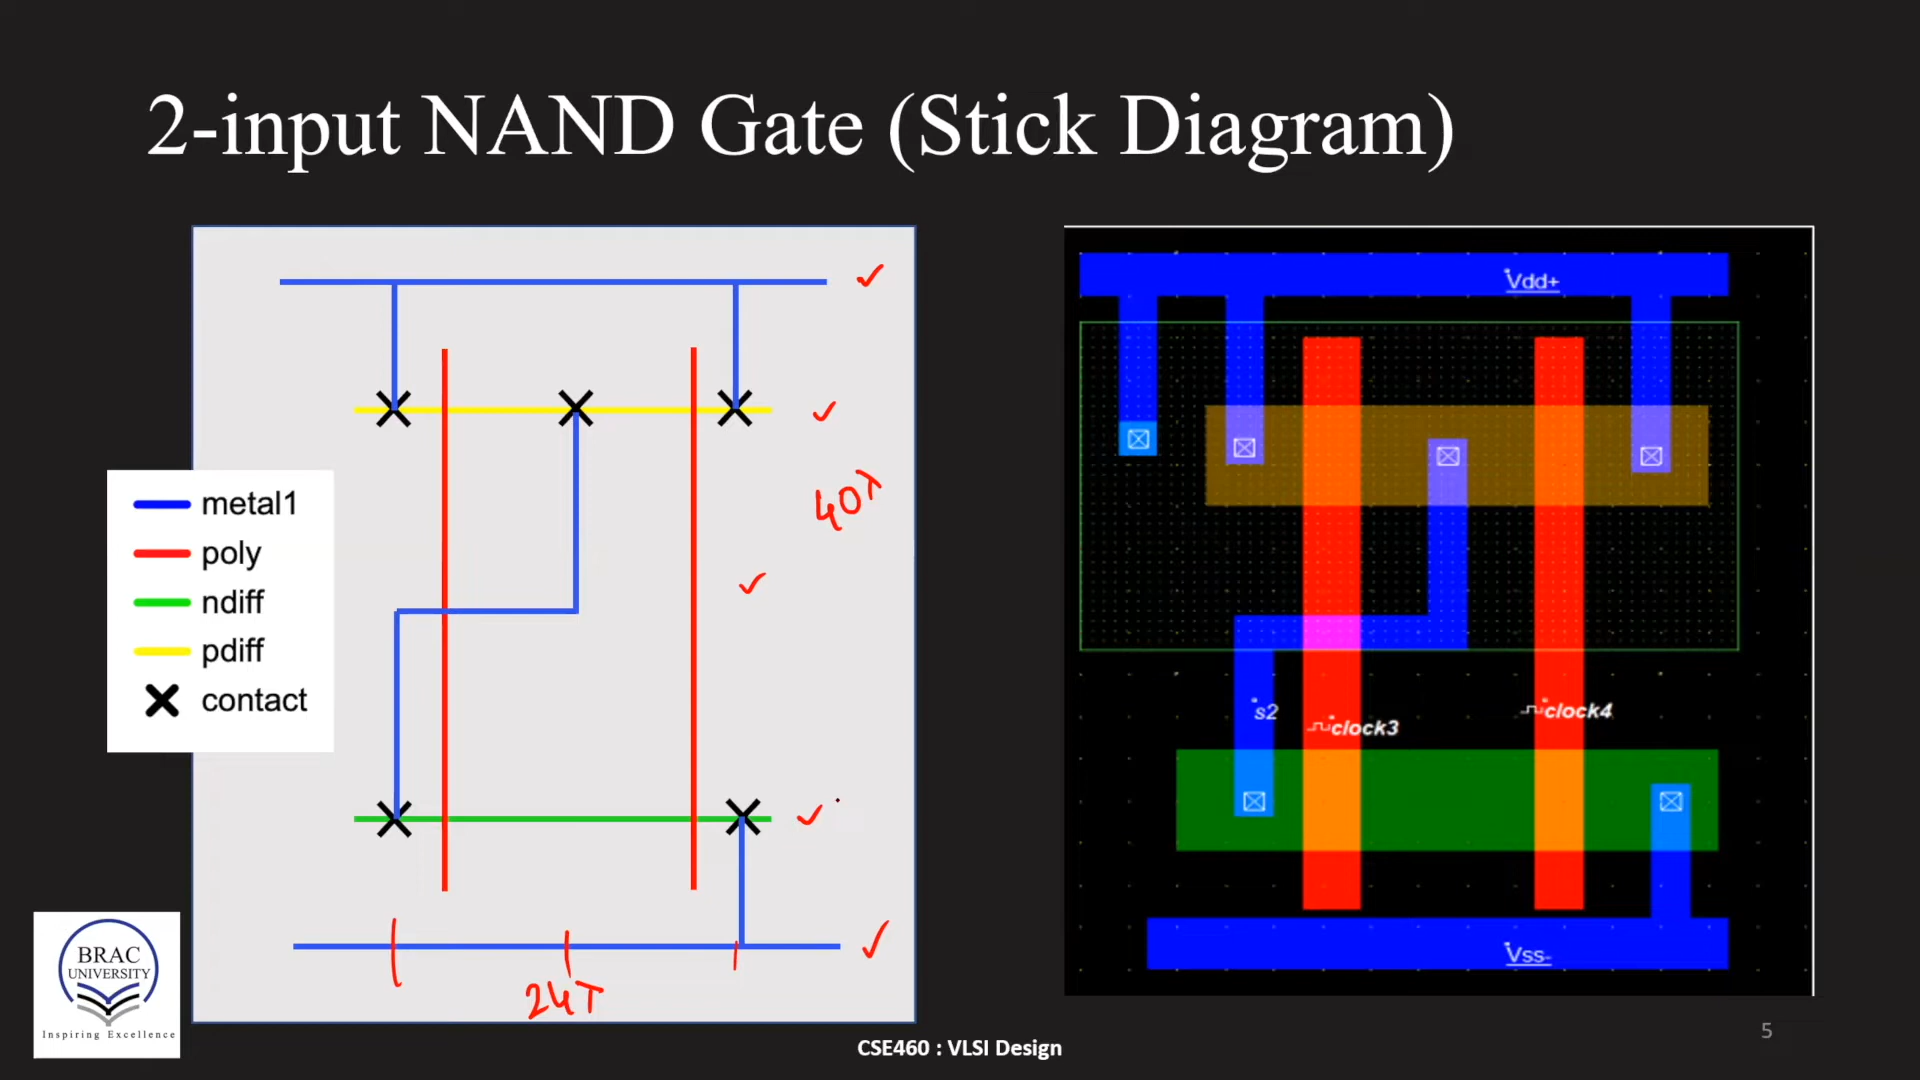 2-input NAND Gate (Stick Diagram)
metal1
poly
ndiff
pdiff
contact
40λ
24λ
Vdd+
s2
clock3
clock4
Vss-
BRAC
UNIVERSITY
Inspiring Excellence
CSE460 : VLSI Design
5